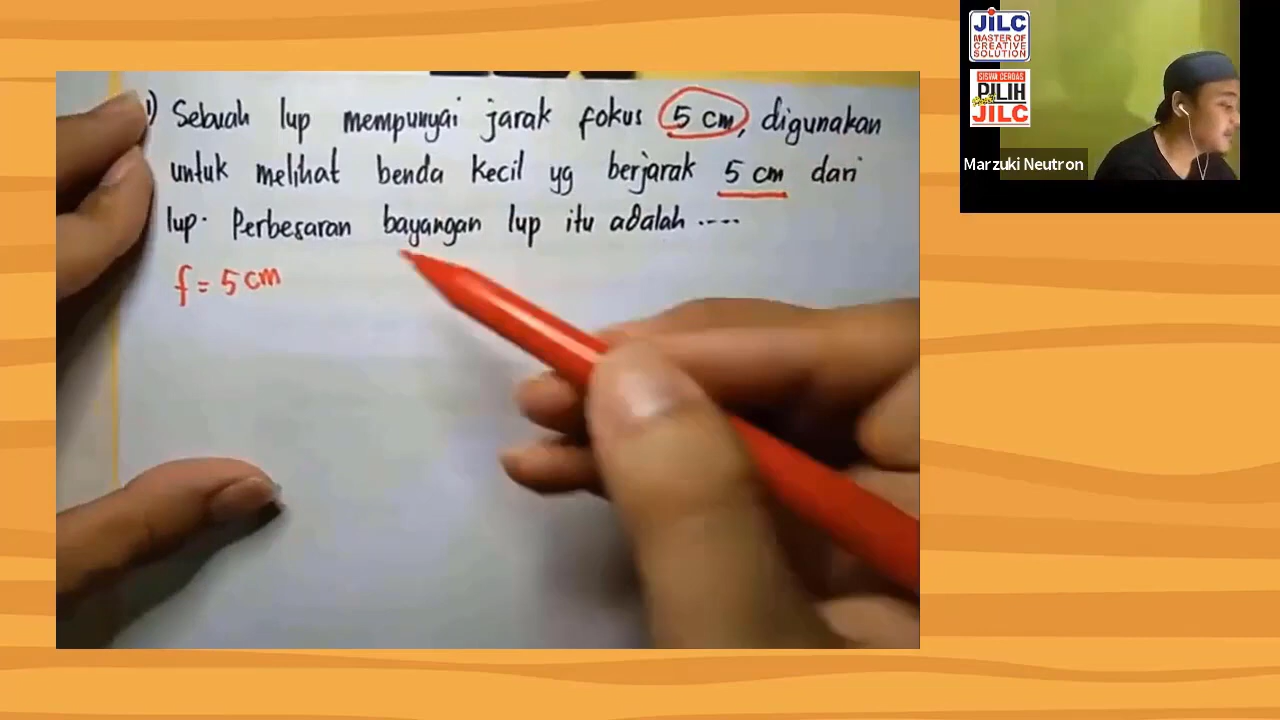 1) Sebuah lup mempunyai jarak fokus 5 cm, digunakan
untuk melihat benda kecil yg berjarak 5 cm dari
lup. Perbesaran bayangan lup itu adalah ....
f = 5 cm
JILC
MASTER OF
CREATIVE
SOLUTION
SISWA CERDAS
PILIH
JILC
Marzuki Neutron